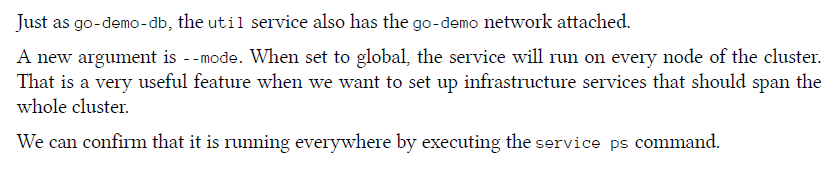 Just as go-demo-db, the util service also has the go-demo network attached.
A new argument is --mode. When set to global, the service will run on every node of the cluster.
That is a very useful feature when we want to set up infrastructure services that should span the
whole cluster.
We can confirm that it is running everywhere by executing the service ps command.